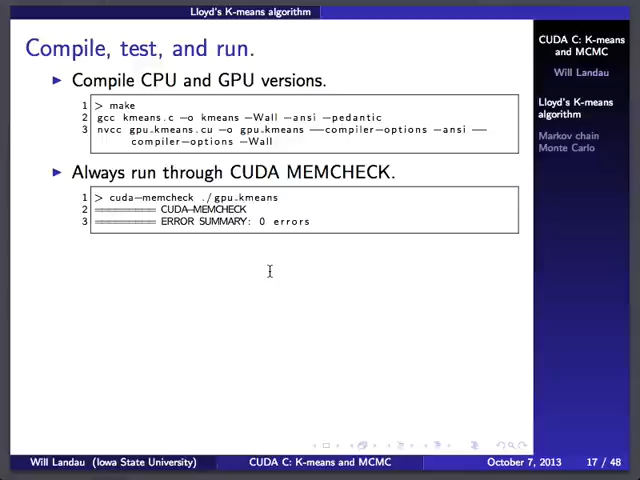 Lloyd's K-means algorithm
Compile, test, and run.
Compile CPU and GPU versions.
1 > make
2 gcc kmeans.c −o kmeans −Wall −ansi −pedantic
3 nvcc gpu_kmeans.cu −o gpu_kmeans −−compiler−options −ansi −−
compiler−options −Wall
Always run through CUDA MEMCHECK.
1 > cuda−memcheck ./gpu_kmeans
2 ========= CUDA−MEMCHECK
3 ========= ERROR SUMMARY: 0 errors
CUDA C: K-means
and MCMC
Will Landau
Lloyd's K-means
algorithm
Markov chain
Monte Carlo
Will Landau (Iowa State University)
CUDA C: K-means and MCMC
October 7, 2013
17 / 48